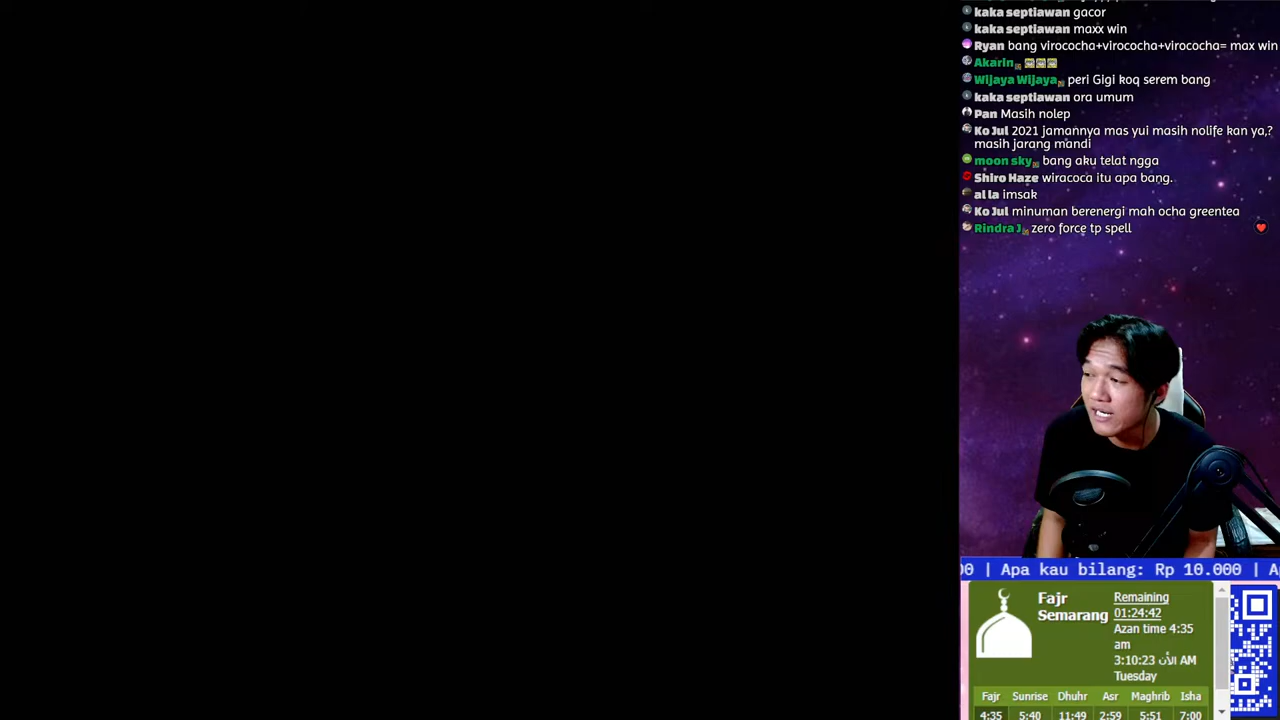 kaka septiawan gacor
kaka septiawan maxx win
Ryan bang virococha+virococha+virococha= max win
Akarin
Wijaya Wijaya peri Gigi koq serem bang
kaka septiawan ora umum
Pan Masih nolep
Ko Jul 2021 jamannya mas yui masih nolife kan ya,?
masih jarang mandi
moon sky bang aku telat ngga
Shiro Haze wiracoca itu apa bang.
al la imsak
Ko Jul minuman berenergi mah ocha greentea
Rindra J zero force tp spell
00 | Apa kau bilang: Rp 10.000 | A
Fajr
Semarang
Remaining
01:24:42
Azan time 4:35
am
3:10:23 الآن AM
Tuesday
Fajr Sunrise Dhuhr Asr Maghrib Isha
4:35 5:40 11:49 2:59 5:51 7:00